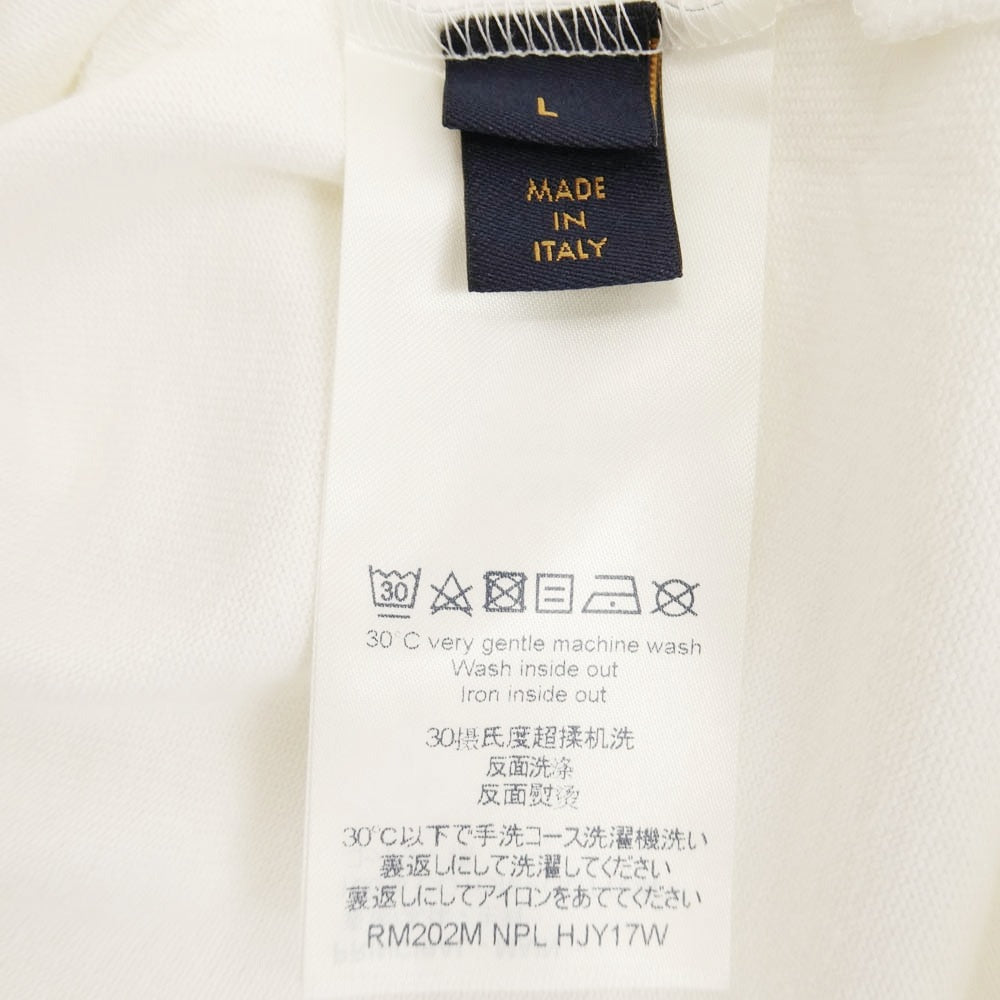 L
MADE
IN
ITALY
30
30°C very gentle machine wash
Wash inside out
Iron inside out
30摄氏度超揉机洗
反面洗涤
反面熨烫
30℃以下で手洗コース洗濯機洗い
裏返しにして洗濯してください
裏返しにしてアイロンをあててください
RM202M NPL HJY17W